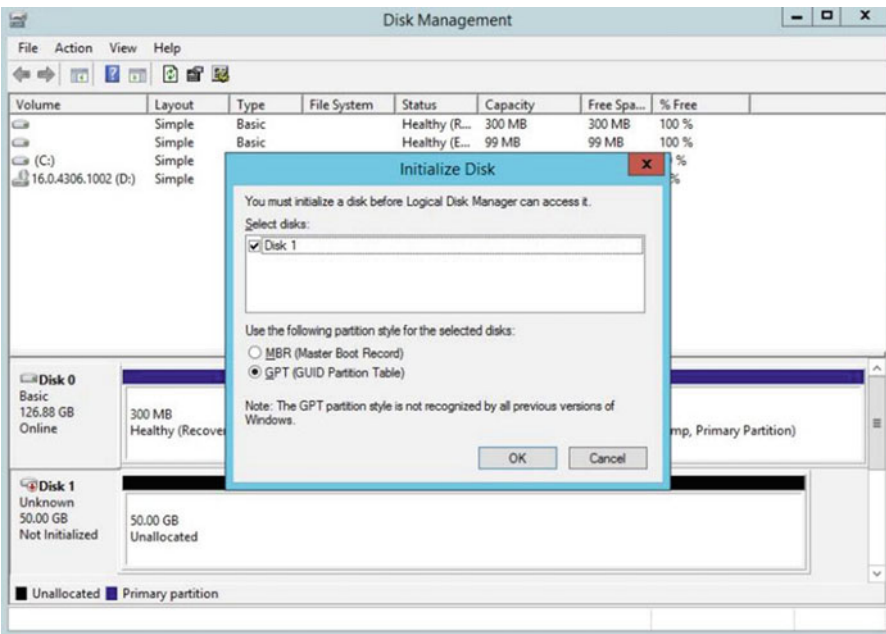 Disk Management
File Action View Help
Volume Layout Type File System Status Capacity Free Spa... % Free
Simple Basic Healthy (R... 300 MB 300 MB 100 %
Simple Basic Healthy (E... 99 MB 99 MB 100 %
(C:) Simple %
16.0.4306.1002 (D:) Simple %
Initialize Disk
You must initialize a disk before Logical Disk Manager can access it.
Select disks:
Disk 1
Use the following partition style for the selected disks:
MBR (Master Boot Record)
GPT (GUID Partition Table)
Note: The GPT partition style is not recognized by all previous versions of
Windows.
OK Cancel
Disk 0
Basic
126.88 GB
Online
300 MB
Healthy (Recove
mp, Primary Partition)
Disk 1
Unknown
50.00 GB
Not Initialized
50.00 GB
Unallocated
Unallocated Primary partition